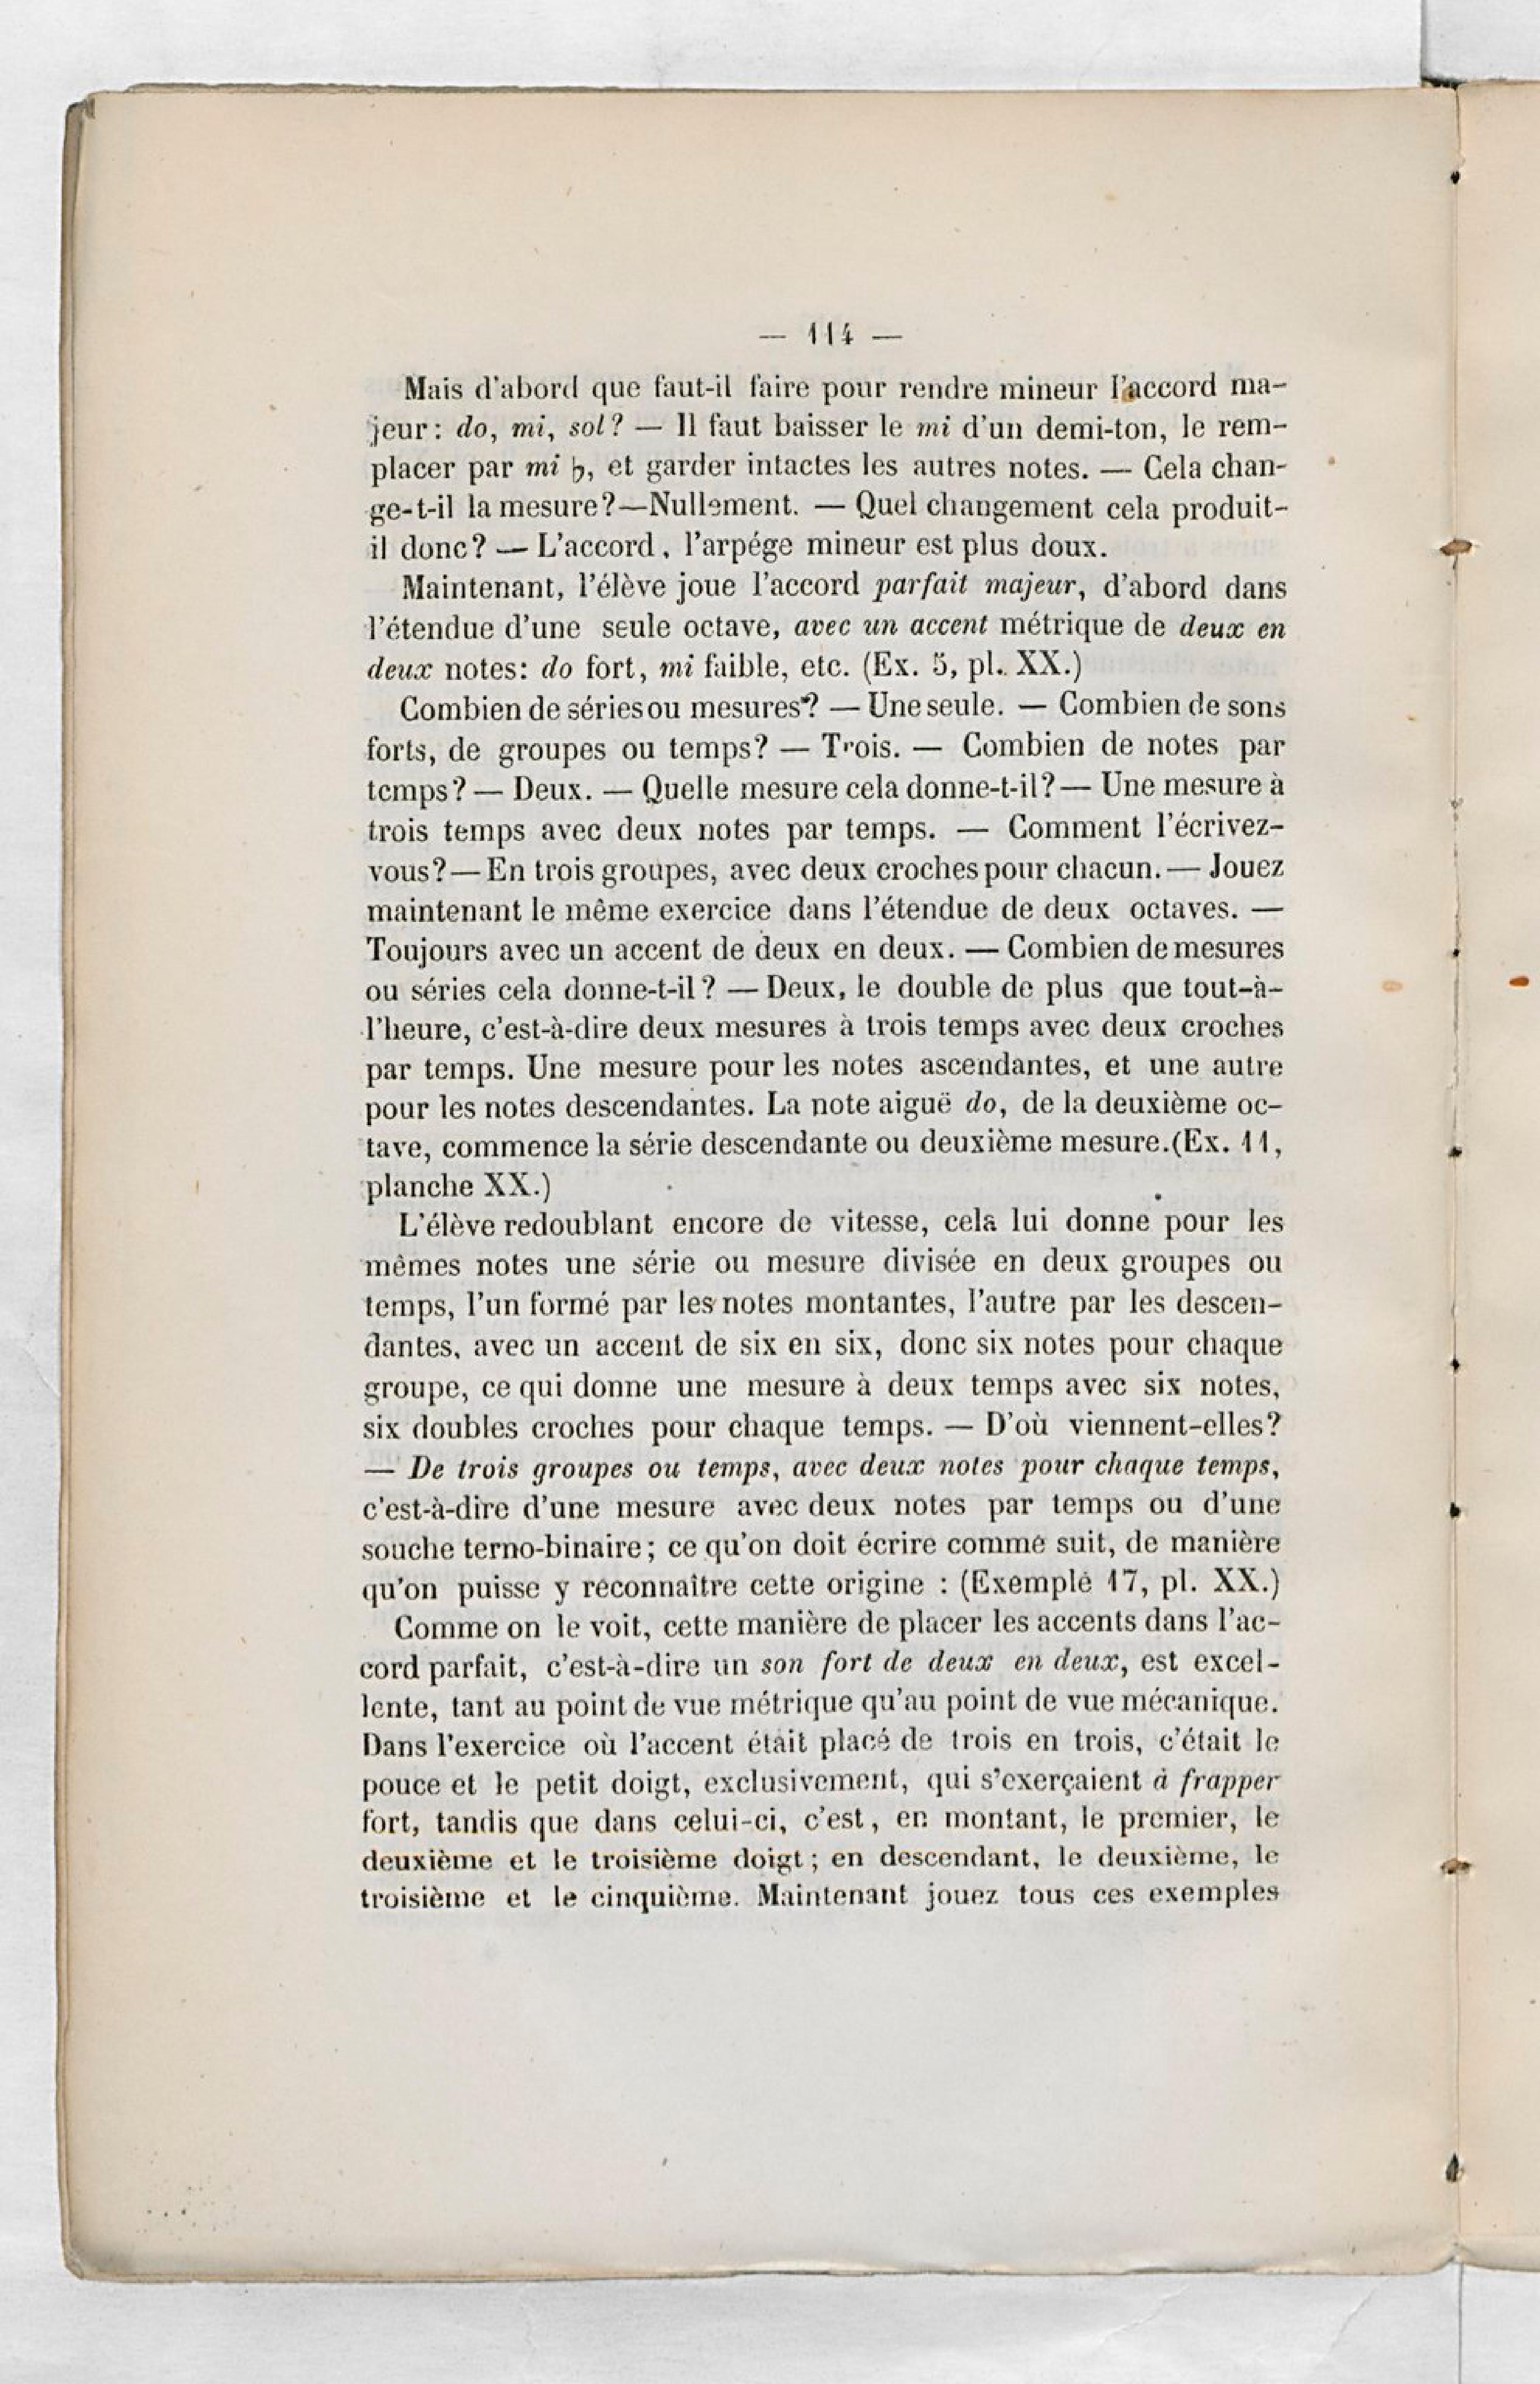 — 114 —
Mais d'abord que faut-il faire pour rendre mineur l'accord ma-
jeur: do, mi, sol? — Il faut baisser le mi d'un demi-ton, le rem-
placer par mi ♭, et garder intactes les autres notes. — Cela chan-
ge-t-il la mesure?—Nullement. — Quel changement cela produit-
il donc? — L'accord, l'arpége mineur est plus doux.
Maintenant, l'élève joue l'accord parfait majeur, d'abord dans
l'étendue d'une seule octave, avec un accent métrique de deux en
deux notes: do fort, mi faible, etc. (Ex. 5, pl. XX.)
Combien de séries ou mesures? — Une seule. — Combien de sons
forts, de groupes ou temps? — Trois. — Combien de notes par
temps? — Deux. — Quelle mesure cela donne-t-il? — Une mesure à
trois temps avec deux notes par temps. — Comment l'écrivez-
vous?—En trois groupes, avec deux croches pour chacun.— Jouez
maintenant le même exercice dans l'étendue de deux octaves. —
Toujours avec un accent de deux en deux. — Combien de mesures
ou séries cela donne-t-il? — Deux, le double de plus que tout-à-
l'heure, c'est-à-dire deux mesures à trois temps avec deux croches
par temps. Une mesure pour les notes ascendantes, et une autre
pour les notes descendantes. La note aiguë do, de la deuxième oc-
tave, commence la série descendante ou deuxième mesure.(Ex. 11,
planche XX.)
L'élève redoublant encore de vitesse, cela lui donne pour les
mêmes notes une série ou mesure divisée en deux groupes ou
temps, l'un formé par les notes montantes, l'autre par les descen-
dantes, avec un accent de six en six, donc six notes pour chaque
groupe, ce qui donne une mesure à deux temps avec six notes,
six doubles croches pour chaque temps. — D'où viennent-elles?
— De trois groupes ou temps, avec deux notes pour chaque temps,
c'est-à-dire d'une mesure avec deux notes par temps ou d'une
souche terno-binaire; ce qu'on doit écrire comme suit, de manière
qu'on puisse y reconnaître cette origine : (Exemple 17, pl. XX.)
Comme on le voit, cette manière de placer les accents dans l'ac-
cord parfait, c'est-à-dire un son fort de deux en deux, est excel-
lente, tant au point de vue métrique qu'au point de vue mécanique.
Dans l'exercice où l'accent était placé de trois en trois, c'était le
pouce et le petit doigt, exclusivement, qui s'exerçaient à frapper
fort, tandis que dans celui-ci, c'est, en montant, le premier, le
deuxième et le troisième doigt; en descendant, le deuxième, le
troisième et le cinquième. Maintenant jouez tous ces exemples